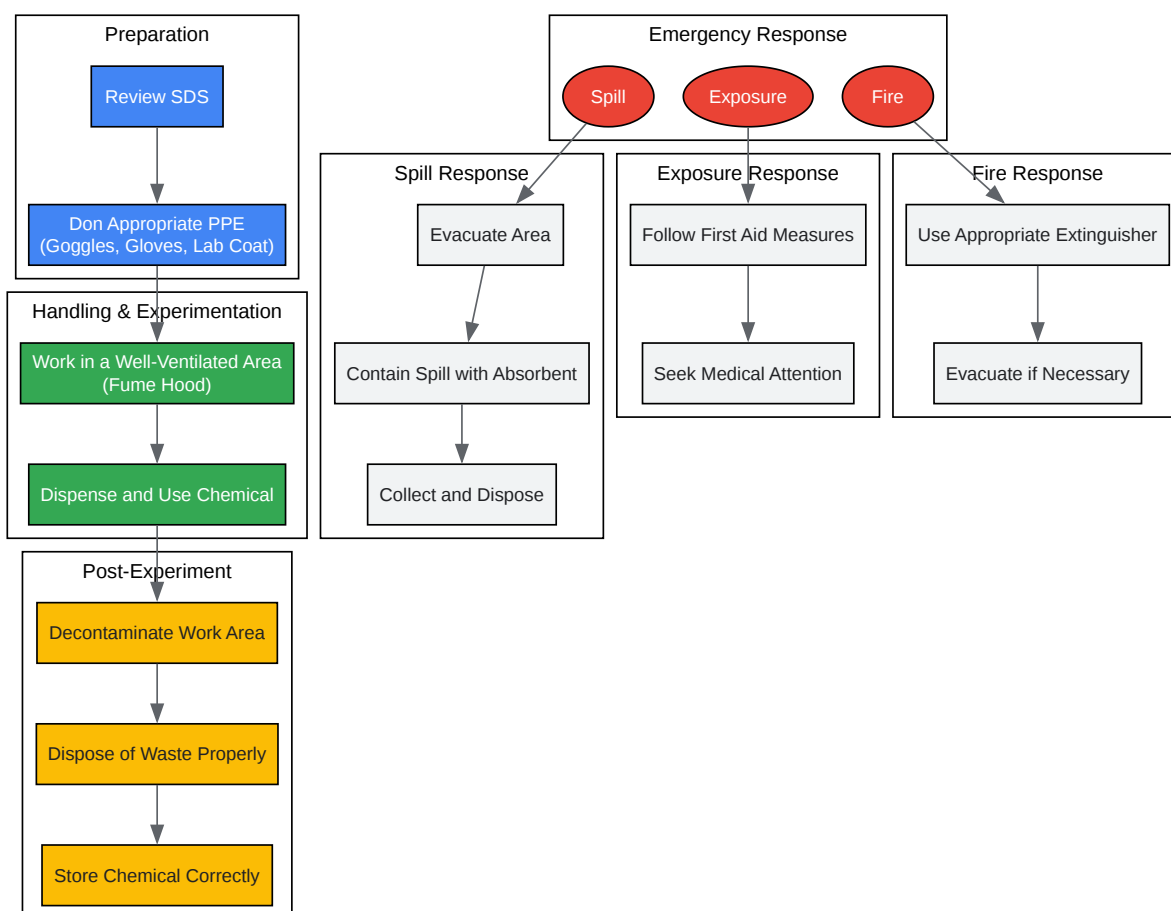 Preparation
Review SDS
Don Appropriate PPE
(Goggles, Gloves, Lab Coat)
Handling & Experimentation
Work in a Well-Ventilated Area
(Fume Hood)
Dispense and Use Chemical
Post-Experiment
Decontaminate Work Area
Dispose of Waste Properly
Store Chemical Correctly
Emergency Response
Spill
Exposure
Fire
Spill Response
Evacuate Area
Contain Spill with Absorbent
Collect and Dispose
Exposure Response
Follow First Aid Measures
Seek Medical Attention
Fire Response
Use Appropriate Extinguisher
Evacuate if Necessary